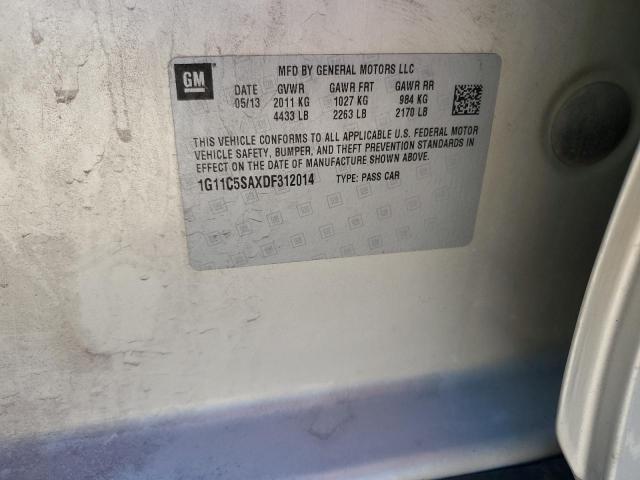 GM
MFD BY GENERAL MOTORS LLC
DATE GVWR GAWR FRT GAWR RR
05/13 2011 KG 1027 KG 984 KG
4433 LB 2263 LB 2170 LB
THIS VEHICLE CONFORMS TO ALL APPLICABLE U.S. FEDERAL MOTOR
VEHICLE SAFETY, BUMPER, AND THEFT PREVENTION STANDARDS IN
EFFECT ON THE DATE OF MANUFACTURE SHOWN ABOVE.
1G11C5SAXDF312014 TYPE: PASS CAR